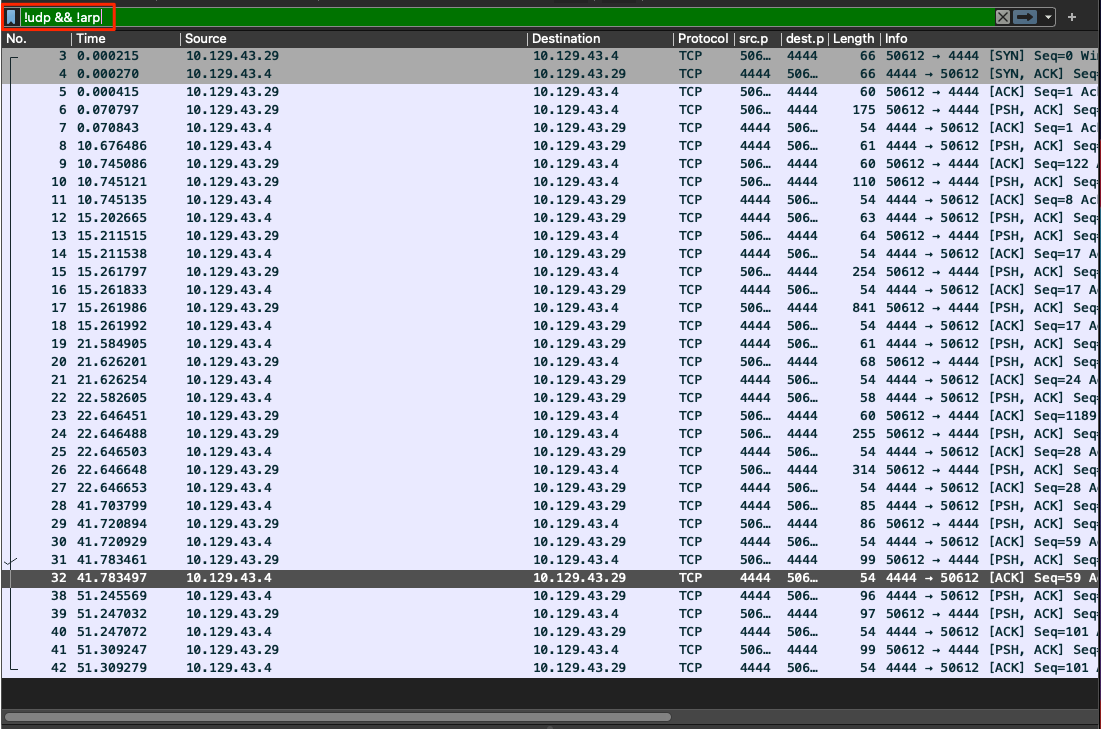 !udp && !arp
No. Time Source Destination Protocol src.p dest.p Length Info
3 0.000215 10.129.43.29 10.129.43.4 TCP 506… 4444 66 50612 → 4444 [SYN] Seq=0 Win
4 0.000270 10.129.43.4 10.129.43.29 TCP 4444 506… 66 4444 → 50612 [SYN, ACK] Seq=
5 0.000415 10.129.43.29 10.129.43.4 TCP 506… 4444 60 50612 → 4444 [ACK] Seq=1 Ac
6 0.070797 10.129.43.29 10.129.43.4 TCP 506… 4444 175 50612 → 4444 [PSH, ACK] Seq=
7 0.070843 10.129.43.4 10.129.43.29 TCP 4444 506… 54 4444 → 50612 [ACK] Seq=1 Ac
8 10.676486 10.129.43.4 10.129.43.29 TCP 4444 506… 61 4444 → 50612 [PSH, ACK] Seq=
9 10.745086 10.129.43.29 10.129.43.4 TCP 506… 4444 60 50612 → 4444 [ACK] Seq=122 A
10 10.745121 10.129.43.29 10.129.43.4 TCP 506… 4444 110 50612 → 4444 [PSH, ACK] Seq=
11 10.745135 10.129.43.4 10.129.43.29 TCP 4444 506… 54 4444 → 50612 [ACK] Seq=8 Ac
12 15.202665 10.129.43.4 10.129.43.29 TCP 4444 506… 63 4444 → 50612 [PSH, ACK] Seq=
13 15.211515 10.129.43.29 10.129.43.4 TCP 506… 4444 64 50612 → 4444 [PSH, ACK] Seq=
14 15.211538 10.129.43.4 10.129.43.29 TCP 4444 506… 54 4444 → 50612 [ACK] Seq=17 A
15 15.261797 10.129.43.29 10.129.43.4 TCP 506… 4444 254 50612 → 4444 [PSH, ACK] Seq=
16 15.261833 10.129.43.4 10.129.43.29 TCP 4444 506… 54 4444 → 50612 [ACK] Seq=17 A
17 15.261986 10.129.43.29 10.129.43.4 TCP 506… 4444 841 50612 → 4444 [PSH, ACK] Seq=
18 15.261992 10.129.43.4 10.129.43.29 TCP 4444 506… 54 4444 → 50612 [ACK] Seq=17 A
19 21.584905 10.129.43.4 10.129.43.29 TCP 4444 506… 61 4444 → 50612 [PSH, ACK] Seq=
20 21.626201 10.129.43.29 10.129.43.4 TCP 506… 4444 68 50612 → 4444 [PSH, ACK] Seq=
21 21.626254 10.129.43.4 10.129.43.29 TCP 4444 506… 54 4444 → 50612 [ACK] Seq=24 A
22 22.582605 10.129.43.4 10.129.43.29 TCP 4444 506… 58 4444 → 50612 [PSH, ACK] Seq=
23 22.646451 10.129.43.29 10.129.43.4 TCP 506… 4444 60 50612 → 4444 [ACK] Seq=1189
24 22.646488 10.129.43.29 10.129.43.4 TCP 506… 4444 255 50612 → 4444 [PSH, ACK] Seq=
25 22.646503 10.129.43.4 10.129.43.29 TCP 4444 506… 54 4444 → 50612 [ACK] Seq=28 A
26 22.646648 10.129.43.29 10.129.43.4 TCP 506… 4444 314 50612 → 4444 [PSH, ACK] Seq=
27 22.646653 10.129.43.4 10.129.43.29 TCP 4444 506… 54 4444 → 50612 [ACK] Seq=28 A
28 41.703799 10.129.43.4 10.129.43.29 TCP 4444 506… 85 4444 → 50612 [PSH, ACK] Seq=
29 41.720894 10.129.43.29 10.129.43.4 TCP 506… 4444 86 50612 → 4444 [PSH, ACK] Seq=
30 41.720929 10.129.43.4 10.129.43.29 TCP 4444 506… 54 4444 → 50612 [ACK] Seq=59 A
31 41.783461 10.129.43.29 10.129.43.4 TCP 506… 4444 99 50612 → 4444 [PSH, ACK] Seq=
32 41.783497 10.129.43.4 10.129.43.29 TCP 4444 506… 54 4444 → 50612 [ACK] Seq=59 A
38 51.245569 10.129.43.4 10.129.43.29 TCP 4444 506… 96 4444 → 50612 [PSH, ACK] Seq=
39 51.247032 10.129.43.29 10.129.43.4 TCP 506… 4444 97 50612 → 4444 [PSH, ACK] Seq=
40 51.247072 10.129.43.4 10.129.43.29 TCP 4444 506… 54 4444 → 50612 [ACK] Seq=101
41 51.309247 10.129.43.29 10.129.43.4 TCP 506… 4444 99 50612 → 4444 [PSH, ACK] Seq=
42 51.309279 10.129.43.4 10.129.43.29 TCP 4444 506… 54 4444 → 50612 [ACK] Seq=101